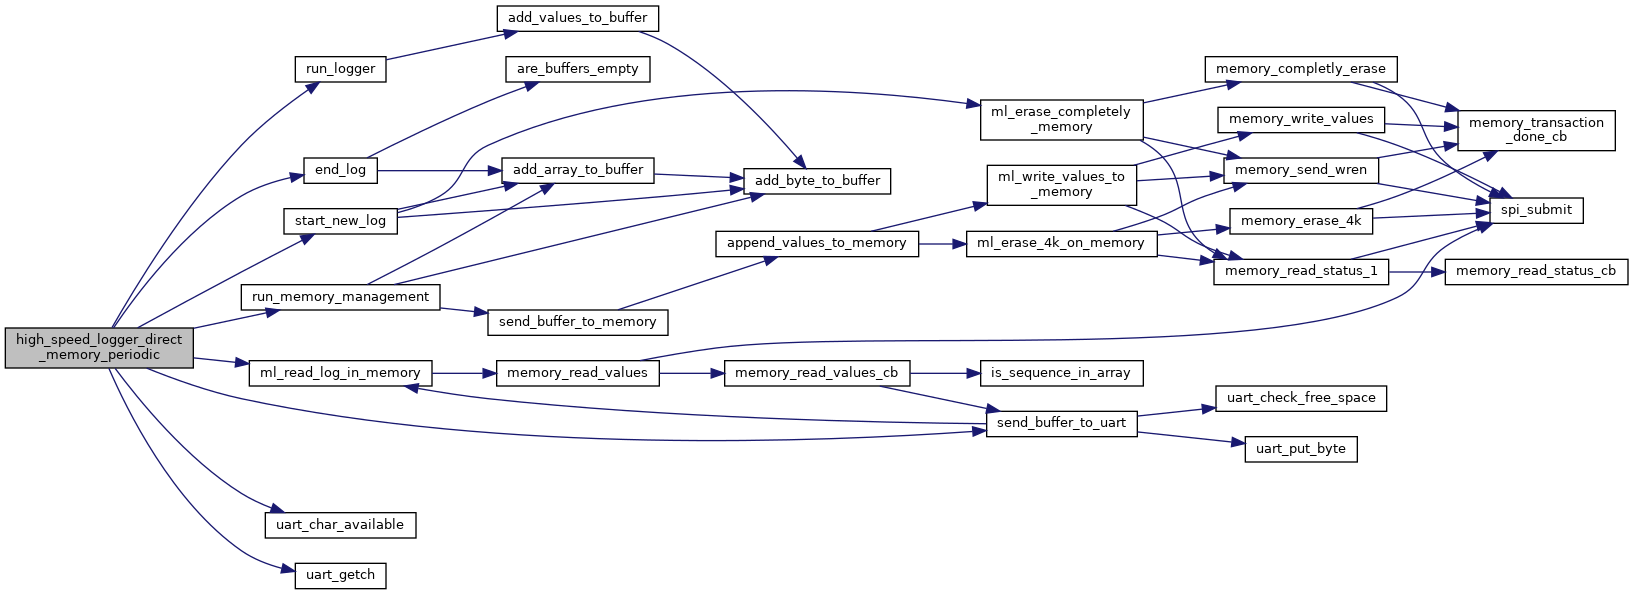 add_values_to_buffer
run_logger
are_buffers_empty
memory_completly_erase
ml_erase_completely
_memory
memory_write_values
memory_transaction
_done_cb
end_log
add_array_to_buffer
add_byte_to_buffer
ml_write_values_to
_memory
memory_send_wren
start_new_log
memory_erase_4k
spi_submit
append_values_to_memory
ml_erase_4k_on_memory
memory_read_status_1
memory_read_status_cb
run_memory_management
send_buffer_to_memory
high_speed_logger_direct
_memory_periodic
ml_read_log_in_memory
memory_read_values
memory_read_values_cb
is_sequence_in_array
uart_check_free_space
send_buffer_to_uart
uart_put_byte
uart_char_available
uart_getch